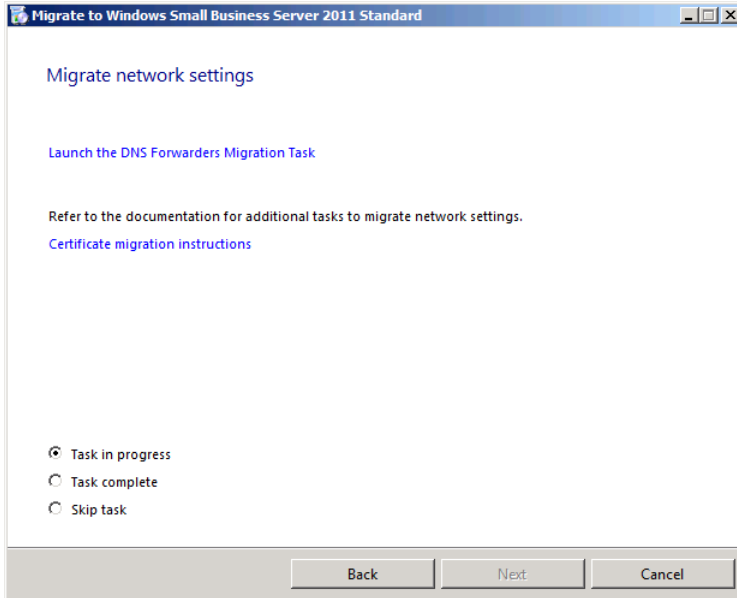 Migrate to Windows Small Business Server 2011 Standard
Migrate network settings
Launch the DNS Forwarders Migration Task
Refer to the documentation for additional tasks to migrate network settings.
Certificate migration instructions
Task in progress
Task complete
Skip task
Back
Next
Cancel